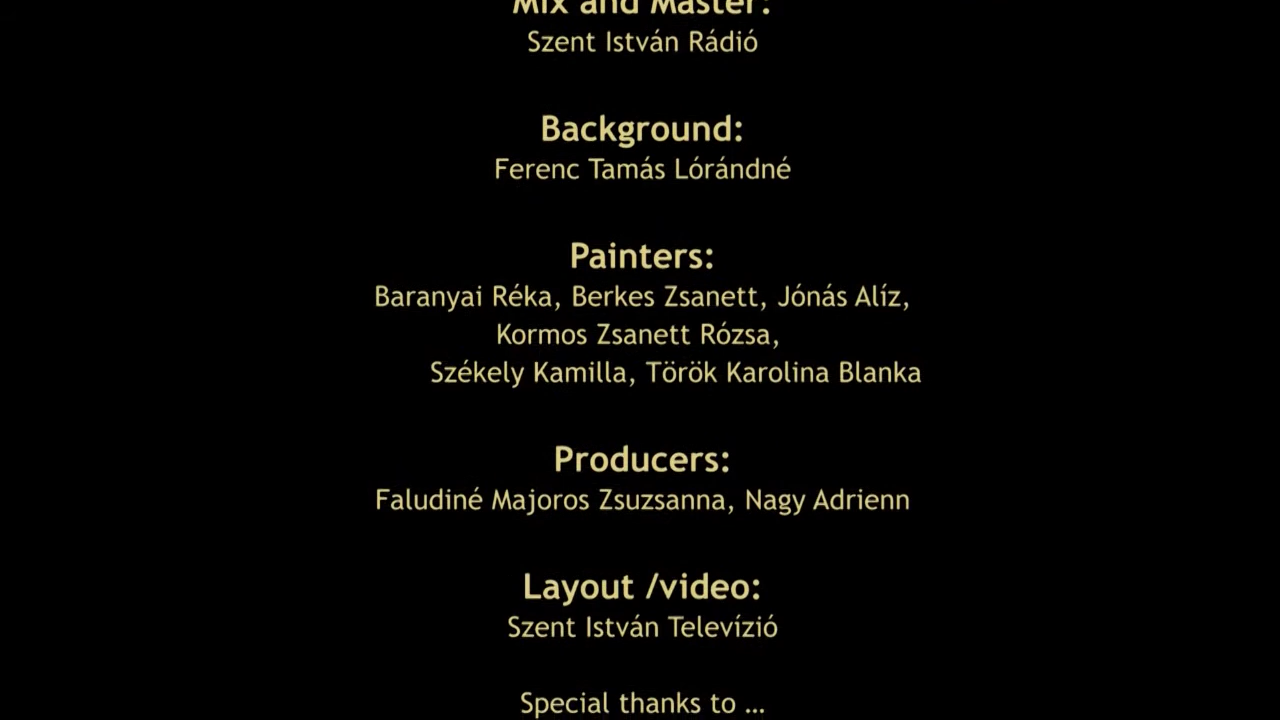 Mix and Master:
Szent István Rádió
Background:
Ferenc Tamás Lórándné
Painters:
Baranyai Réka, Berkes Zsanett, Jónás Alíz,
Kormos Zsanett Rózsa,
Székely Kamilla, Török Karolina Blanka
Producers:
Faludiné Majoros Zsuzsanna, Nagy Adrienn
Layout /video:
Szent István Televízió
Special thanks to …